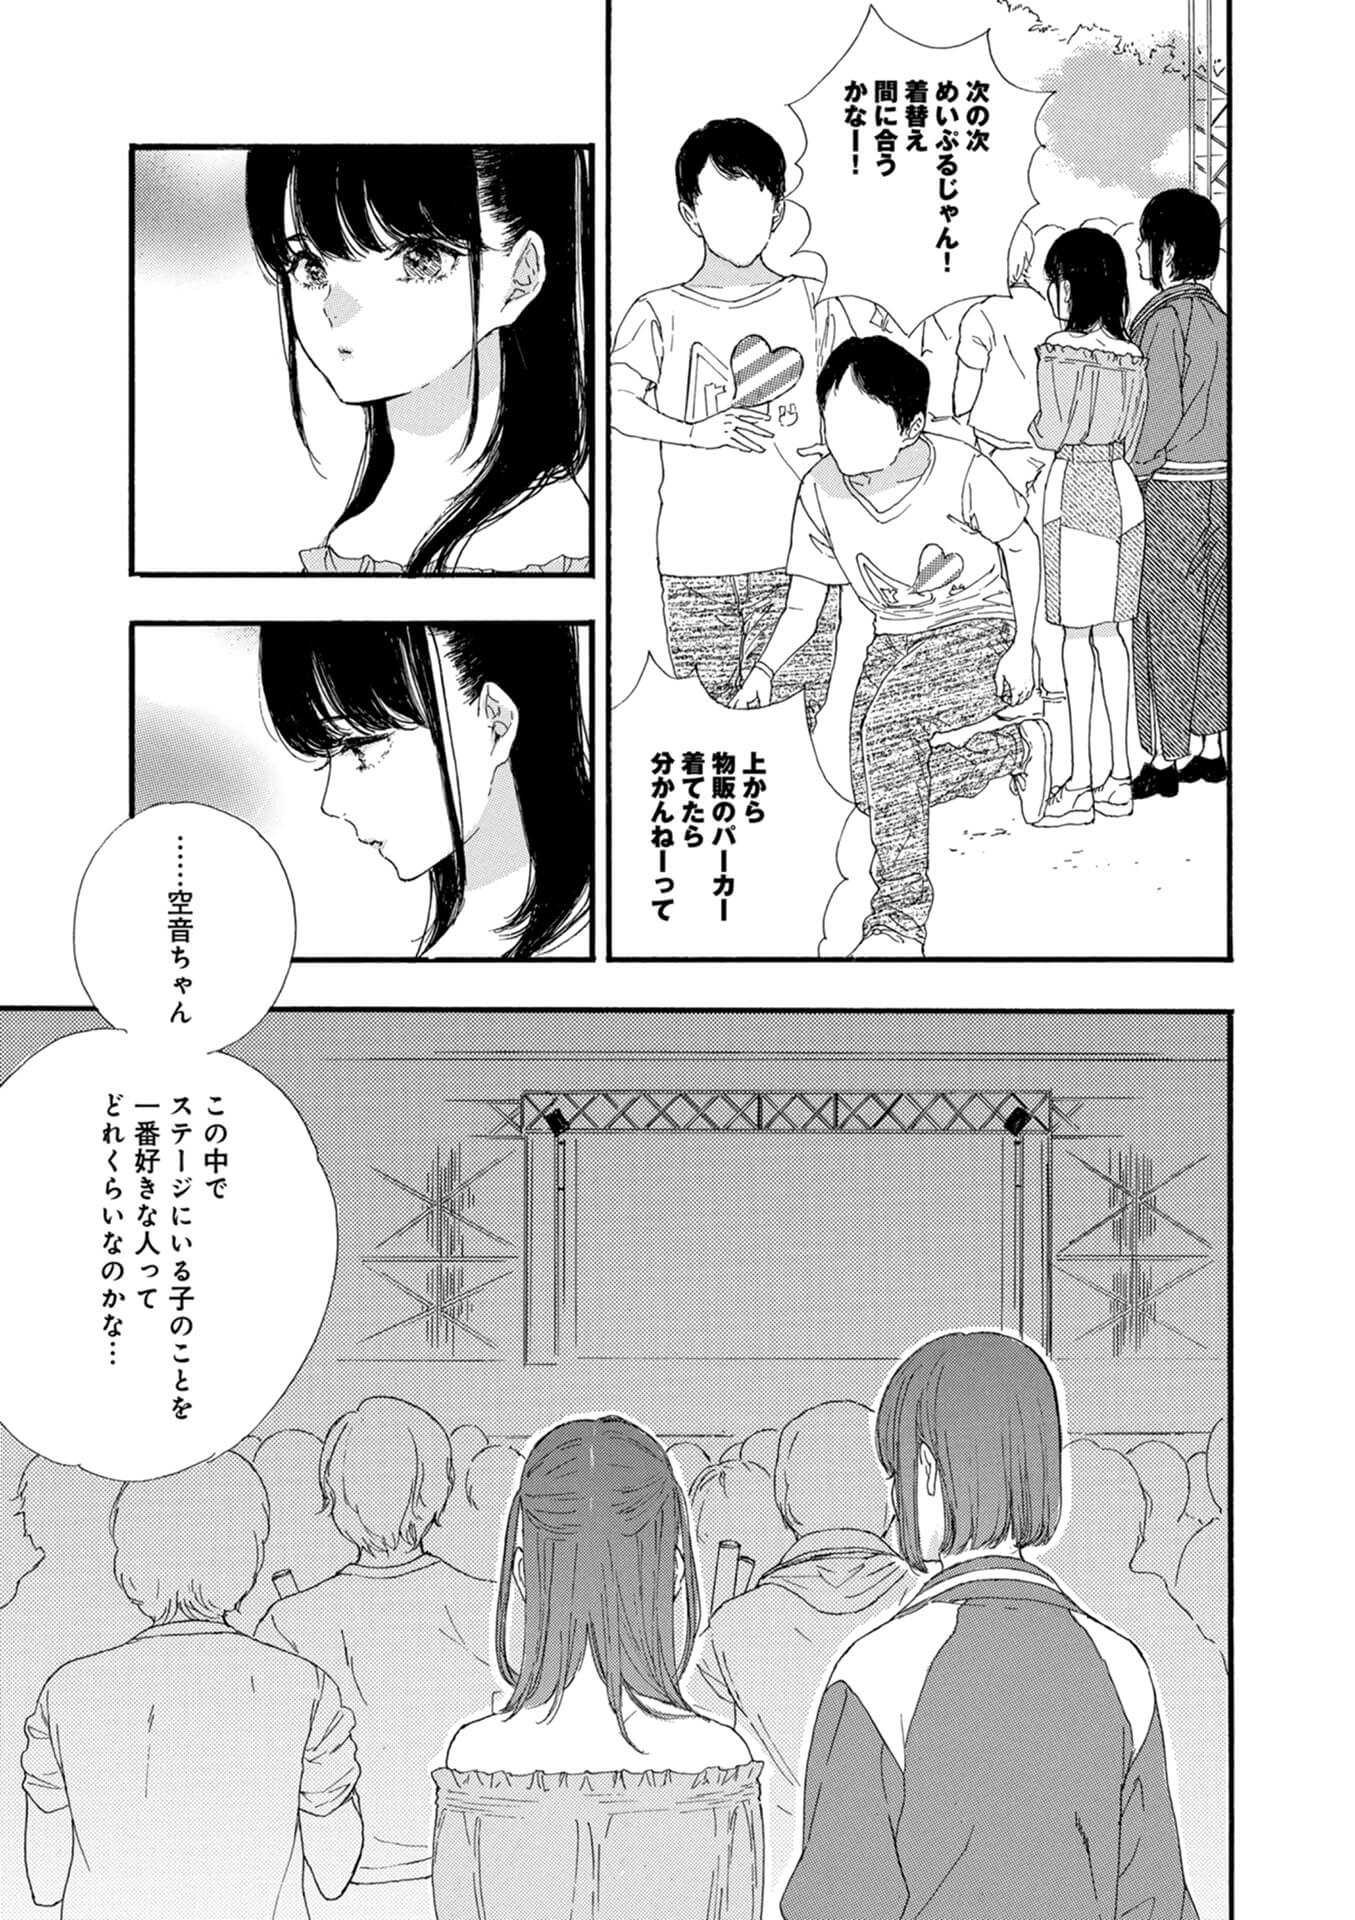 次の次
めいぷるじゃん！
着替え
間に合う
かなー！
上から
物販のパーカー
着てたら
分かんねーって
……空音ちゃん
この中で
ステージにいる子のことを
一番好きな人って
どれくらいなのかな…